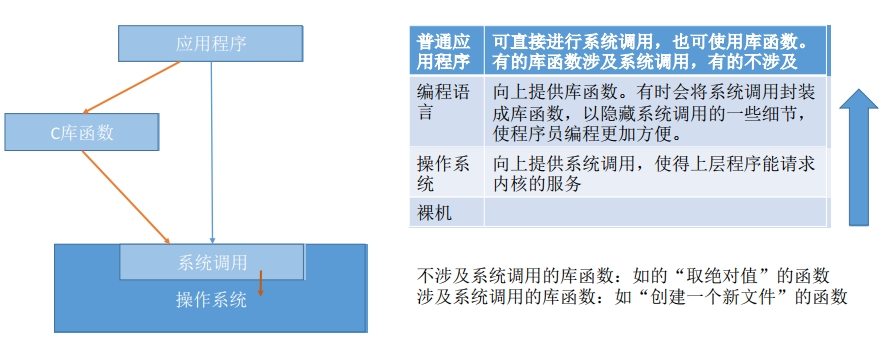 应用程序
C库函数
系统调用
操作系统
普通应
用程序
可直接进行系统调用，也可使用库函数。
有的库函数涉及系统调用，有的不涉及
编程语
言
向上提供库函数。有时会将系统调用封装
成库函数，以隐藏系统调用的一些细节，
使程序员编程更加方便。
操作系
统
向上提供系统调用，使得上层程序能请求
内核的服务
裸机
不涉及系统调用的库函数：如的“取绝对值”的函数
涉及系统调用的库函数：如“创建一个新文件”的函数